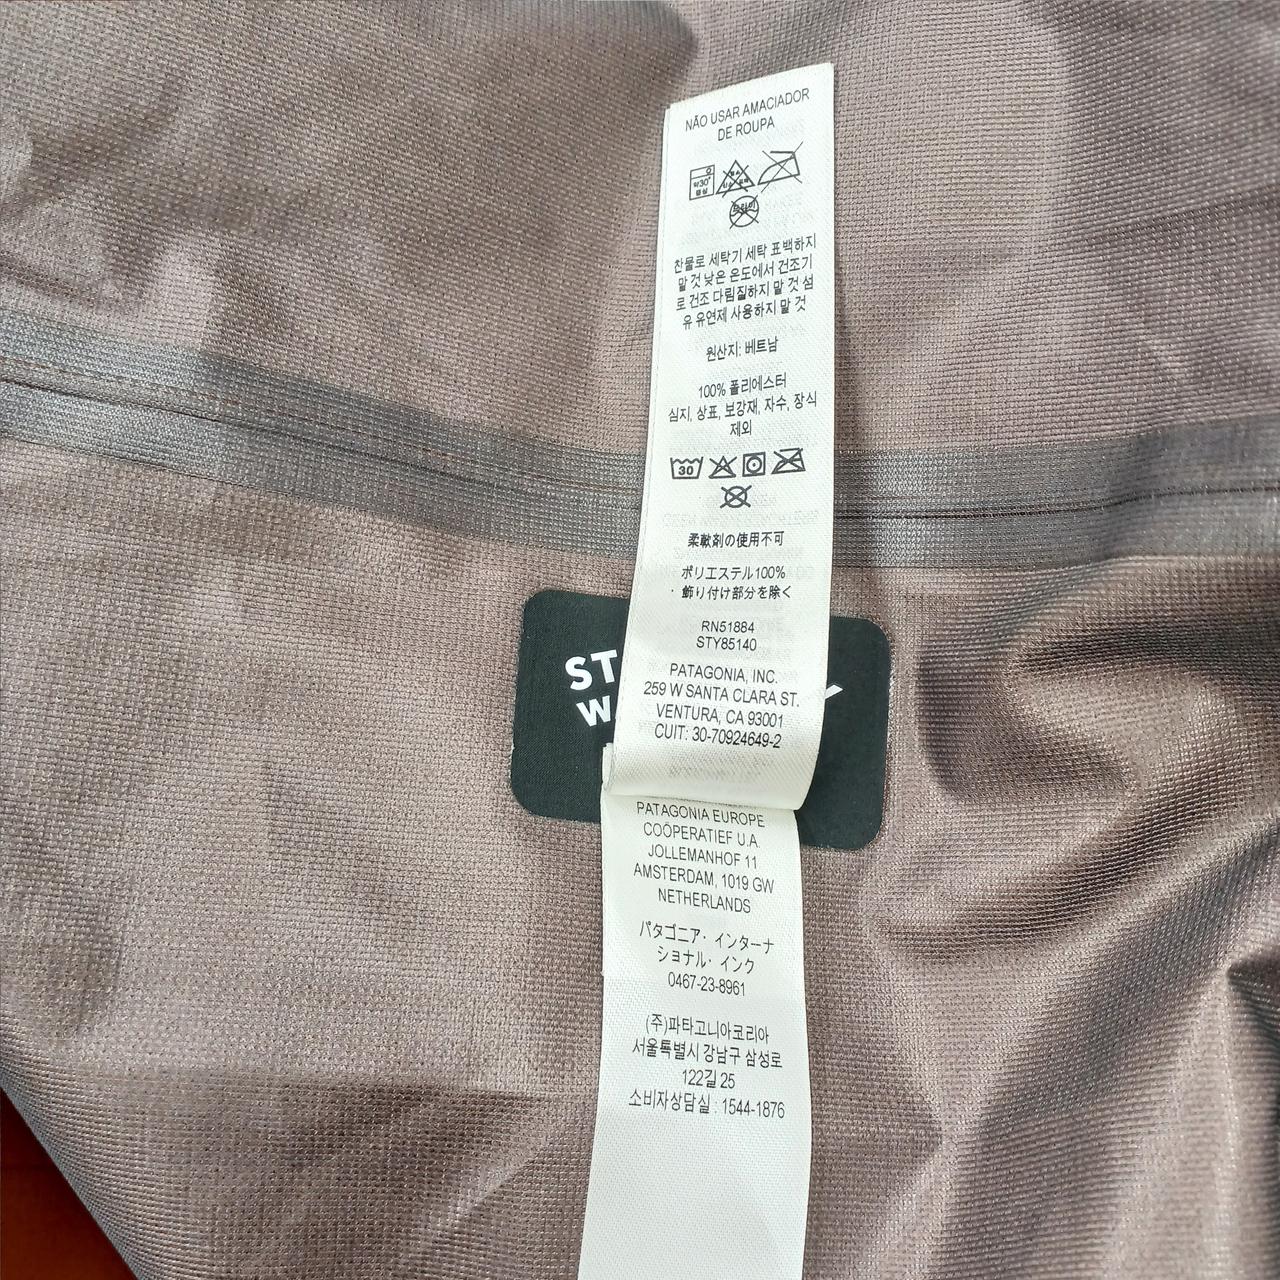 NÃO USAR AMACIADOR
DE ROUPA
약30°
중성
찬물로 세탁기 세탁 표백하지
말 것 낮은 온도에서 건조기
로 건조 다림질하지 말 것 섬
유 유연제 사용하지 말 것
원산지: 베트남
100% 폴리에스터
심지, 상표, 보강재, 자수, 장식
제외
30
柔軟剤の使用不可
ポリエステル100%
・飾り付け部分を除く
RN51884
STY85140
ST
W
Y
PATAGONIA, INC.
259 W SANTA CLARA ST.
VENTURA, CA 93001
CUIT: 30-70924649-2
PATAGONIA EUROPE
COÖPERATIEF U.A.
JOLLEMANHOF 11
AMSTERDAM, 1019 GW
NETHERLANDS
パタゴニア・インターナ
ショナル・インク
0467-23-8961
(주)파타고니아코리아
서울특별시 강남구 삼성로
122길 25
소비자상담실 : 1544-1876